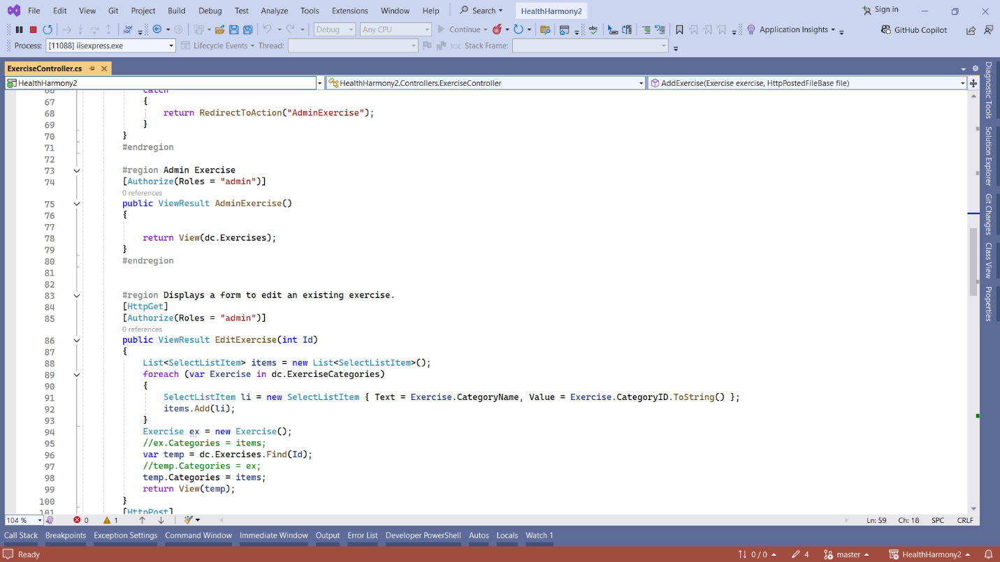 File Edit View Git Project Build Debug Test Analyze Tools Extensions Window Help Search HealthHarmony2 Sign in
Debug Any CPU Continue Application Insights GitHub Copilot
Process: [11088] iisexpress.exe Lifecycle Events Thread: Stack Frame:
ExerciseController.cs
HealthHarmony2 HealthHarmony2.Controllers.ExerciseController AddExercise(Exercise exercise, HttpPostedFileBase file)
66 catch
67 {
68 return RedirectToAction("AdminExercise");
69 }
70 }
71 #endregion
72
73 #region Admin Exercise
74 [Authorize(Roles = "admin")]
0 references
75 public ViewResult AdminExercise()
76 {
77
78 return View(dc.Exercises);
79 }
80 #endregion
81
82
83 #region Displays a form to edit an existing exercise.
84 [HttpGet]
85 [Authorize(Roles = "admin")]
0 references
86 public ViewResult EditExercise(int Id)
87 {
88 List<SelectListItem> items = new List<SelectListItem>();
89 foreach (var Exercise in dc.ExerciseCategories)
90 {
91 SelectListItem li = new SelectListItem { Text = Exercise.CategoryName, Value = Exercise.CategoryID.ToString() };
92 items.Add(li);
93 }
94 Exercise ex = new Exercise();
95 //ex.Categories = items;
96 var temp = dc.Exercises.Find(Id);
97 //temp.Categories = ex;
98 temp.Categories = items;
99 return View(temp);
100 }
101 [HttpPost]
Diagnostic Tools
Solution Explorer
Git Changes
Class View
Properties
104 % 0 1 Ln: 59 Ch: 18 SPC CRLF
Call Stack Breakpoints Exception Settings Command Window Immediate Window Output Error List Developer PowerShell Autos Locals Watch 1
Ready 0 / 0 4 master HealthHarmony2